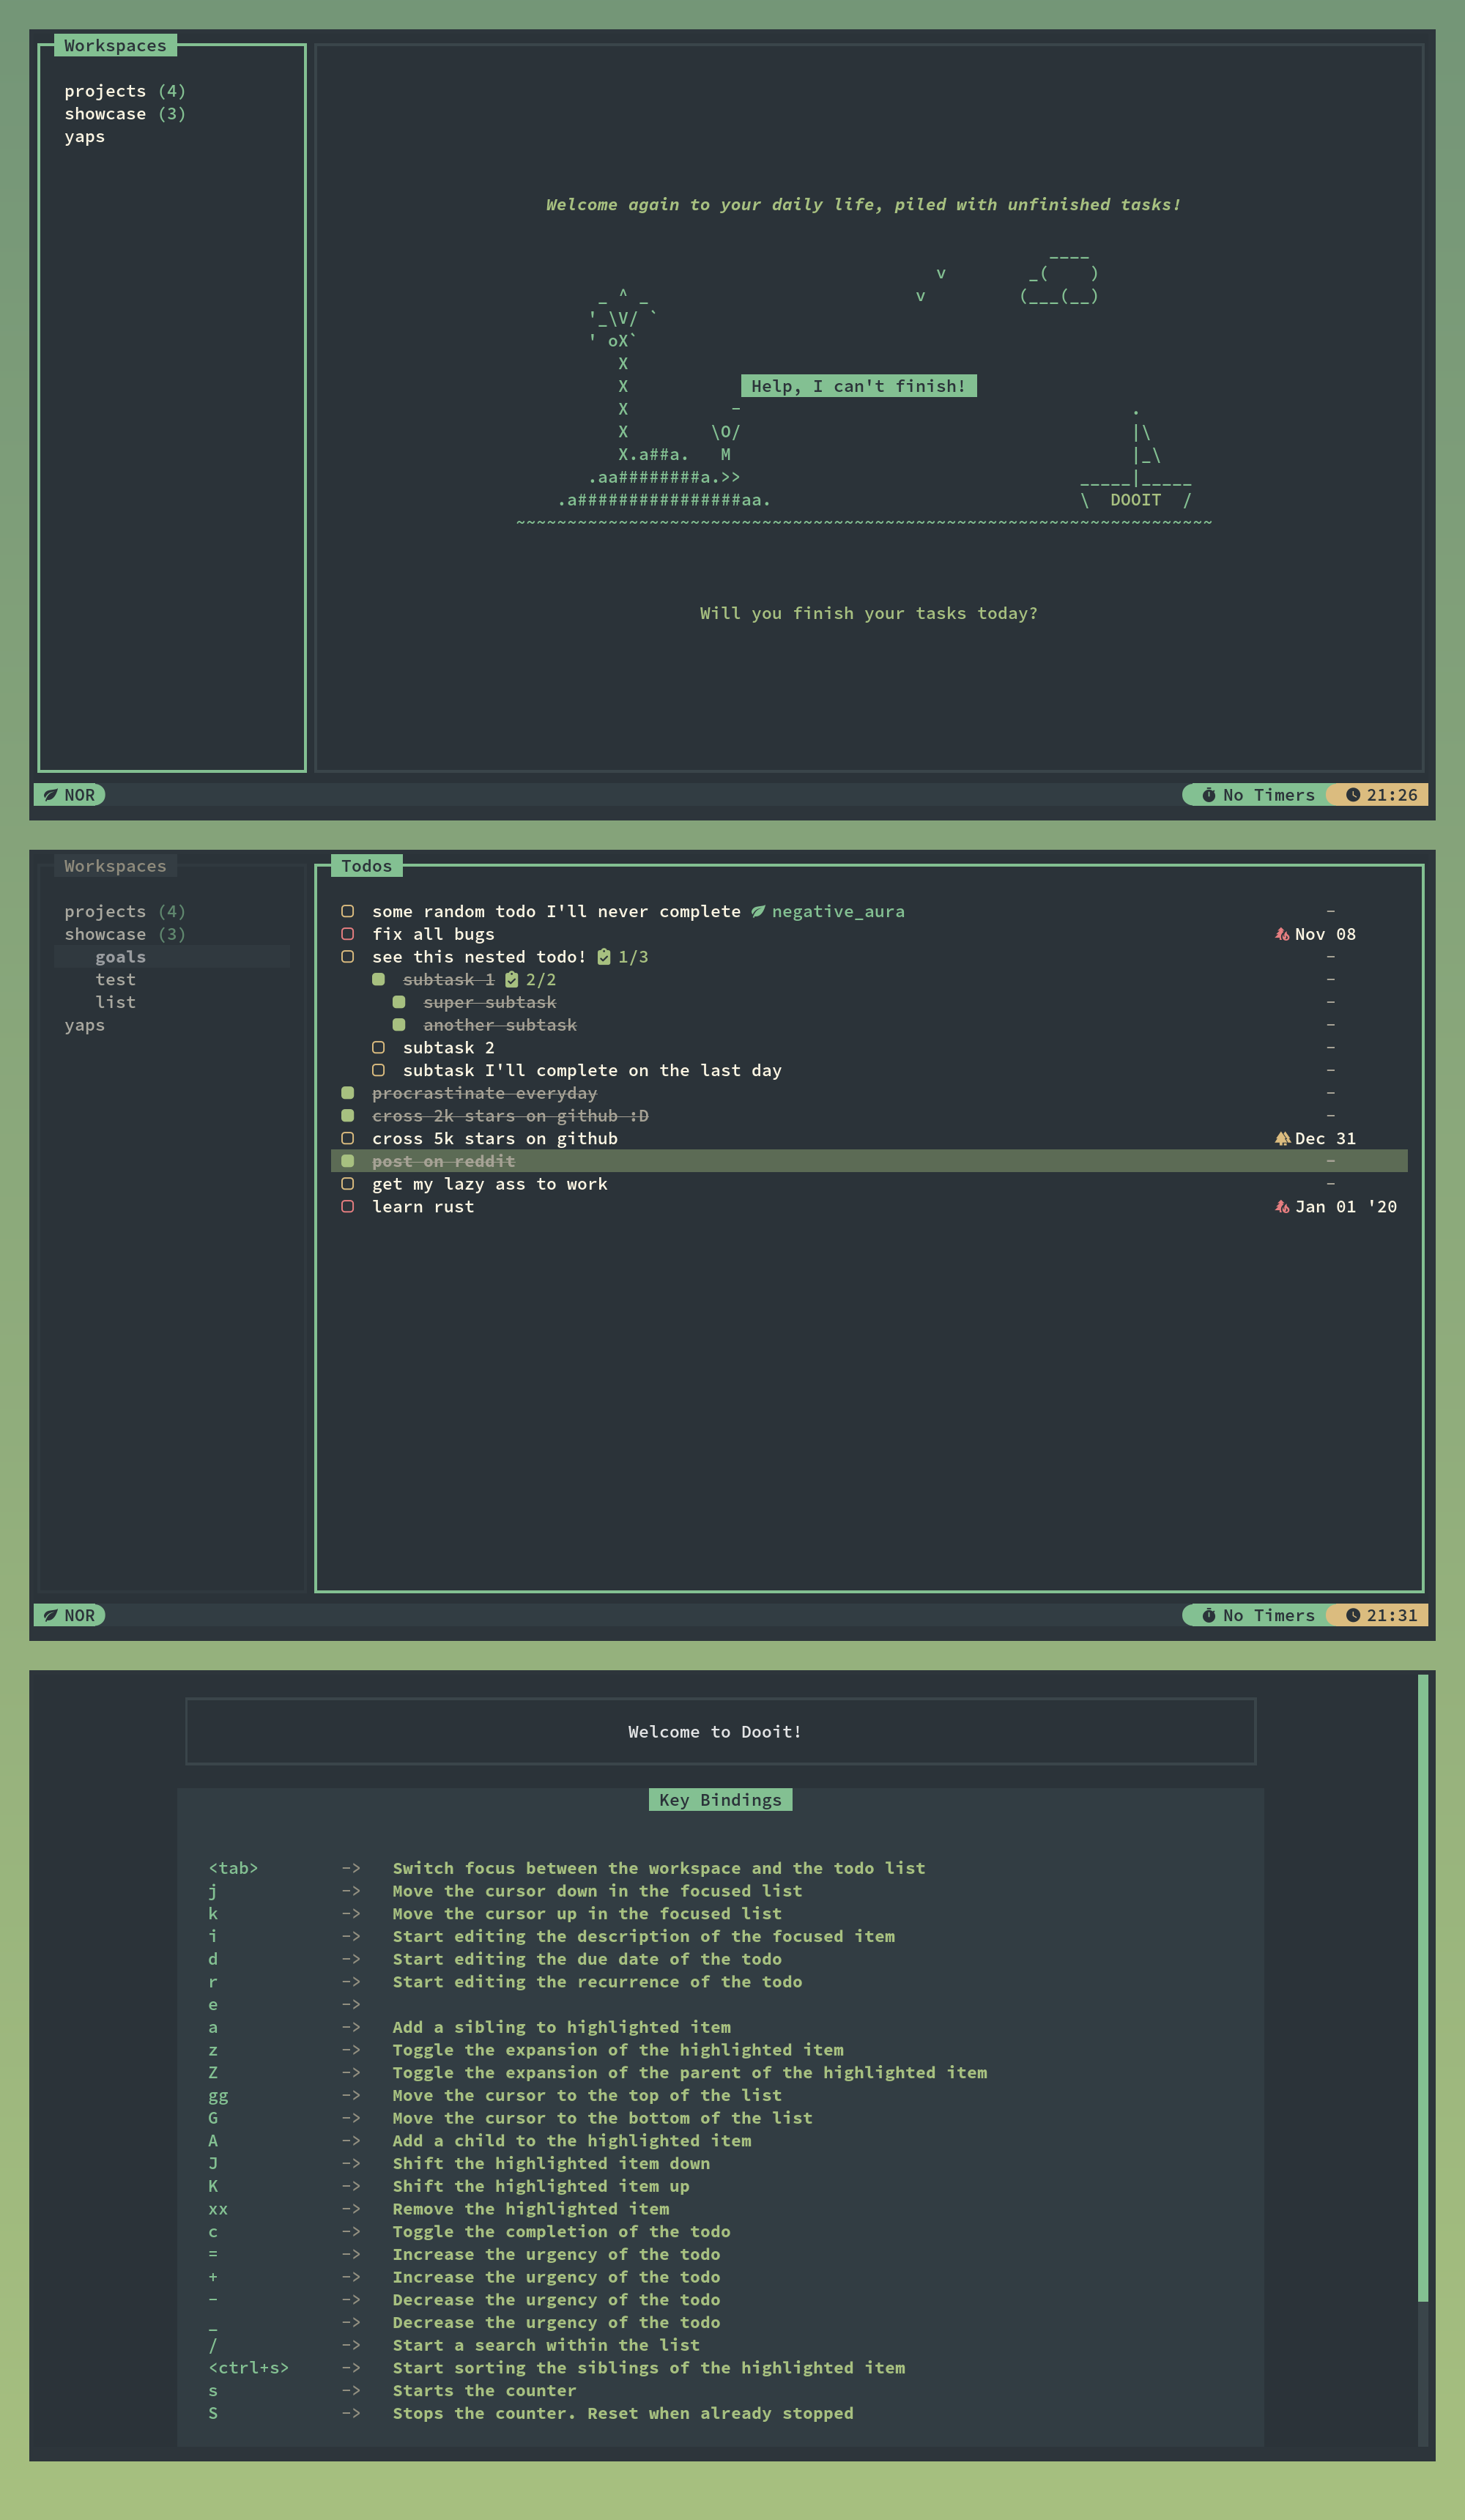 Workspaces
projects (4)
showcase (3)
yaps
Welcome again to your daily life, piled with unfinished tasks!
                                                    ____
                                         v        _(    )
        _ ^ _                          v         (___(__)
       '_\V/ `
       ' oX`
          X
          X            Help, I can't finish!
          X          -                                      .
          X        \O/                                      |\
          X.a##a.   M                                       |_\
       .aa########a.>>                                 _____|_____
    .a################aa.                              \  DOOIT  /
~~~~~~~~~~~~~~~~~~~~~~~~~~~~~~~~~~~~~~~~~~~~~~~~~~~~~~~~~~~~~~~~~~~~
Will you finish your tasks today?
NOR No Timers 21:26
Workspaces
projects (4)
showcase (3)
goals
test
list
yaps
Todos
some random todo I'll never complete negative_aura -
fix all bugs Nov 08
see this nested todo! 1/3 -
subtask 1 2/2 -
super subtask -
another subtask -
subtask 2 -
subtask I'll complete on the last day -
procrastinate everyday -
cross 2k stars on github :D -
cross 5k stars on github Dec 31
post on reddit -
get my lazy ass to work -
learn rust Jan 01 '20
NOR No Timers 21:31
Welcome to Dooit!
Key Bindings
<tab> -> Switch focus between the workspace and the todo list
j -> Move the cursor down in the focused list
k -> Move the cursor up in the focused list
i -> Start editing the description of the focused item
d -> Start editing the due date of the todo
r -> Start editing the recurrence of the todo
e ->
a -> Add a sibling to highlighted item
z -> Toggle the expansion of the highlighted item
Z -> Toggle the expansion of the parent of the highlighted item
gg -> Move the cursor to the top of the list
G -> Move the cursor to the bottom of the list
A -> Add a child to the highlighted item
J -> Shift the highlighted item down
K -> Shift the highlighted item up
xx -> Remove the highlighted item
c -> Toggle the completion of the todo
= -> Increase the urgency of the todo
+ -> Increase the urgency of the todo
- -> Decrease the urgency of the todo
_ -> Decrease the urgency of the todo
/ -> Start a search within the list
<ctrl+s> -> Start sorting the siblings of the highlighted item
s -> Starts the counter
S -> Stops the counter. Reset when already stopped